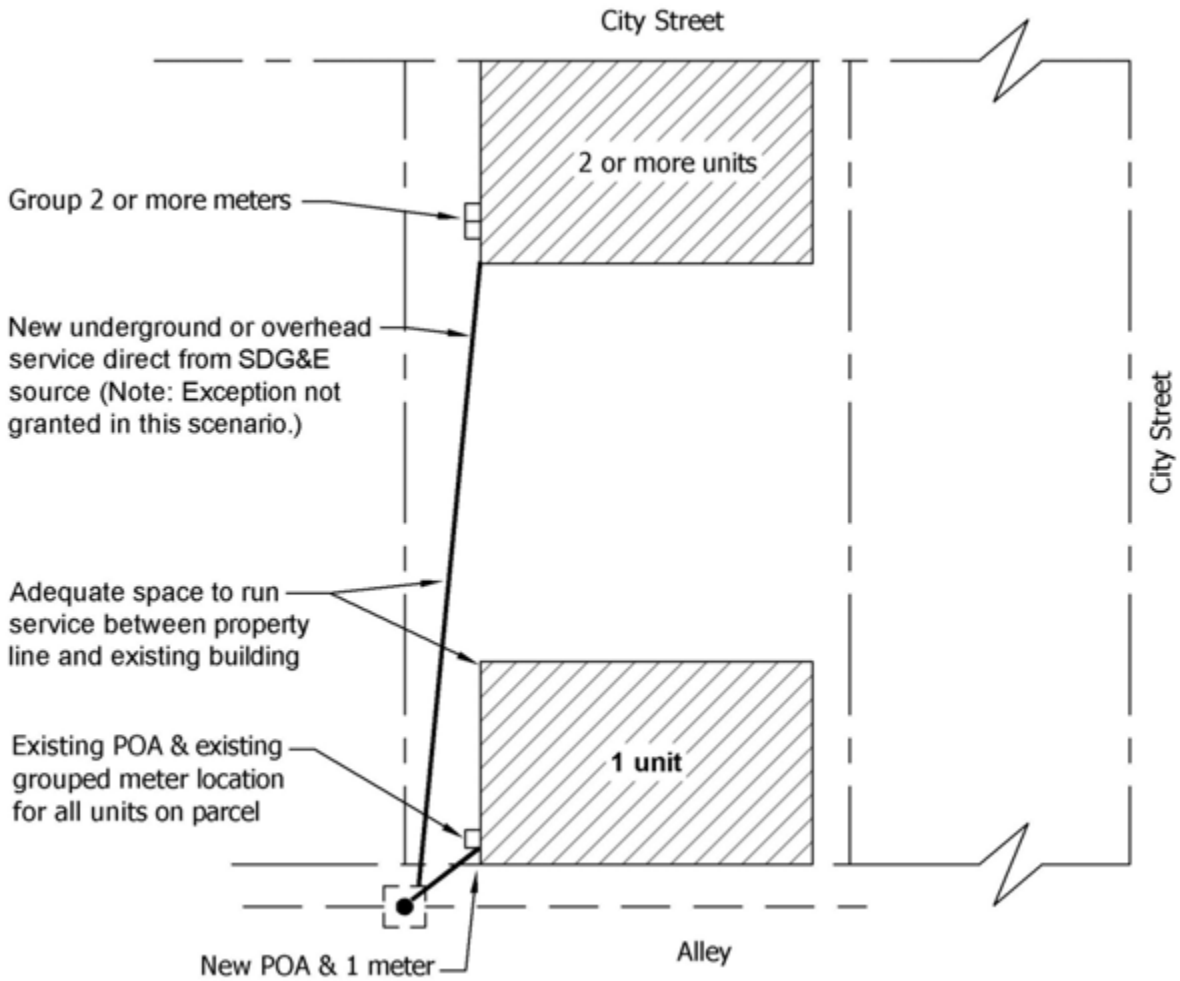 City Street
2 or more units
Group 2 or more meters
New underground or overhead
service direct from SDG&E
source (Note: Exception not
granted in this scenario.)
City Street
Adequate space to run
service between property
line and existing building
Existing POA & existing
grouped meter location
for all units on parcel
1 unit
New POA & 1 meter
Alley